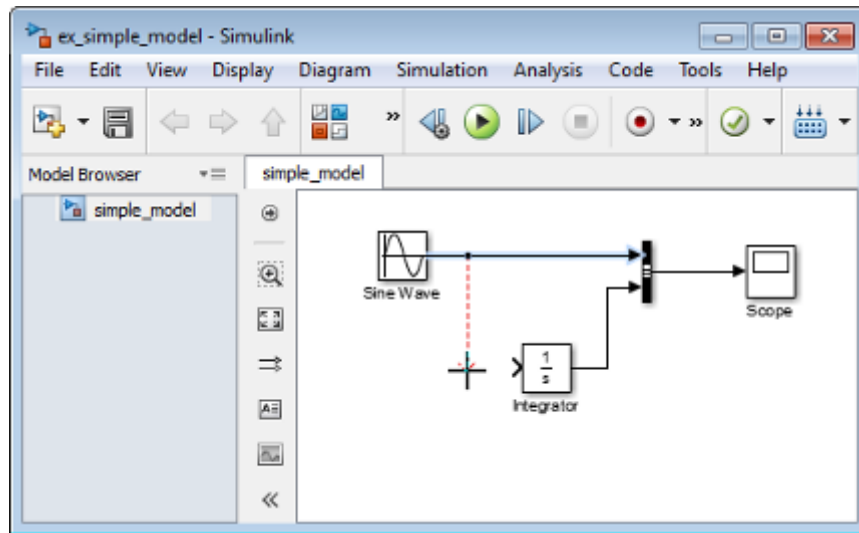 ex_simple_model - Simulink
File Edit View Display Diagram Simulation Analysis Code Tools Help
Model Browser
simple_model
simple_model
Sine Wave
Scope
1
s
Integrator